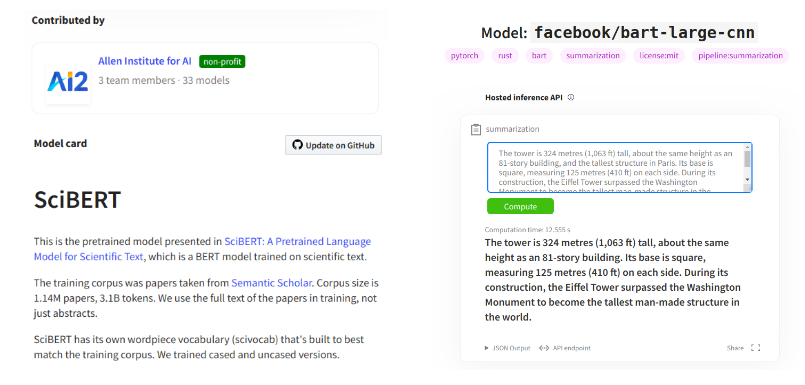 Contributed by
Ai2
Allen Institute for AI non-profit
3 team members · 33 models
Model card
Update on GitHub
SciBERT
This is the pretrained model presented in SciBERT: A Pretrained Language
Model for Scientific Text, which is a BERT model trained on scientific text.
The training corpus was papers taken from Semantic Scholar. Corpus size is
1.14M papers, 3.1B tokens. We use the full text of the papers in training, not
just abstracts.
SciBERT has its own wordpiece vocabulary (scivocab) that's built to best
match the training corpus. We trained cased and uncased versions.
Model: facebook/bart-large-cnn
pytorch rust bart summarization license:mit pipeline:summarization
Hosted inference API
summarization
The tower is 324 metres (1,063 ft) tall, about the same height as an
81-story building, and the tallest structure in Paris. Its base is
square, measuring 125 metres (410 ft) on each side. During its
construction, the Eiffel Tower surpassed the Washington
Monument to become the tallest man-made structure in the
Compute
Computation time: 12.555 s
The tower is 324 metres (1,063 ft) tall, about the same
height as an 81-story building. Its base is square,
measuring 125 metres (410 ft) on each side. During its
construction, the Eiffel Tower surpassed the Washington
Monument to become the tallest man-made structure in
the world.
JSON Output API endpoint Share